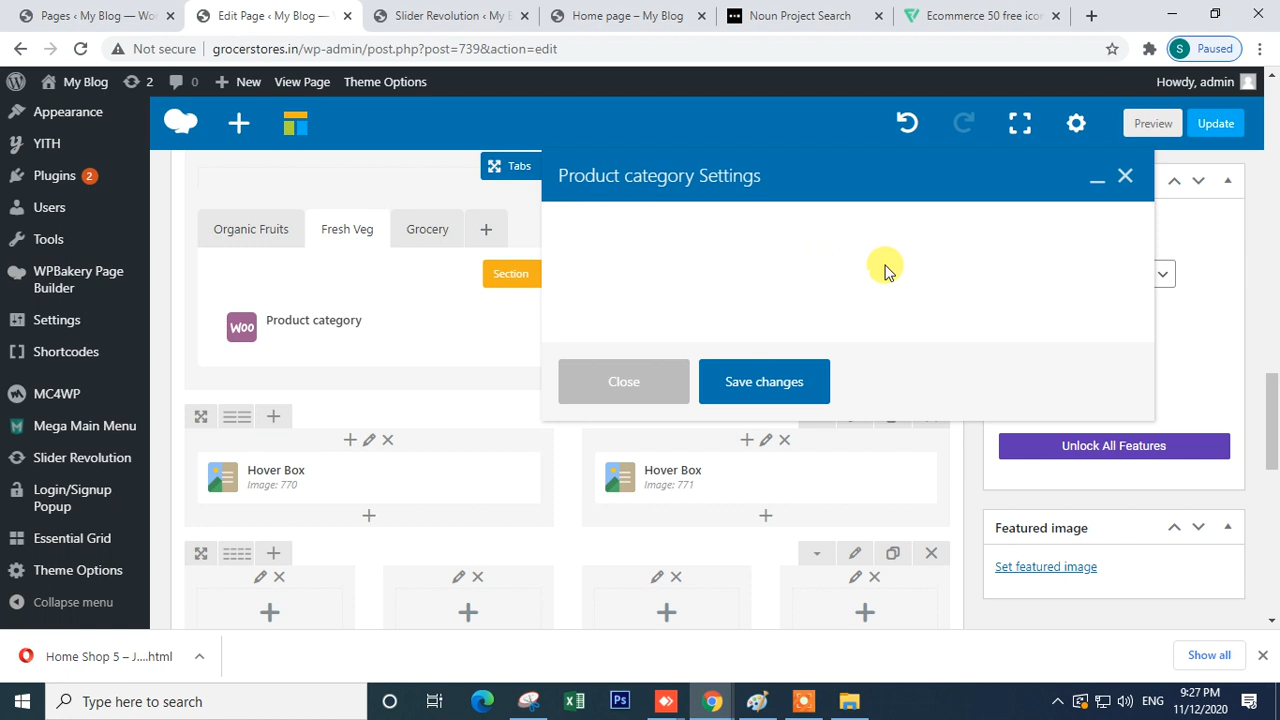 Pages ‹ My Blog — Wo
Edit Page ‹ My Blog —
Slider Revolution ‹ My B
Home page – My Blog
Noun Project Search
Ecommerce 50 free ico
Not secure
grocerstores.in/wp-admin/post.php?post=739&action=edit
S
Paused
My Blog
2
0
New
View Page
Theme Options
Howdy, admin
Appearance
YITH
Plugins 2
Users
Tools
WPBakery Page
Builder
Settings
Shortcodes
MC4WP
Mega Main Menu
Slider Revolution
Login/Signup
Popup
Essential Grid
Theme Options
Collapse menu
Preview
Update
Tabs
Product category Settings
Organic Fruits
Fresh Veg
Grocery
Section
Woo
Product category
Close
Save changes
Hover Box
Image: 770
Hover Box
Image: 771
Unlock All Features
Featured image
Set featured image
Home Shop 5 – J....html
Show all
Type here to search
Ps
ENG
9:27 PM
11/12/2020